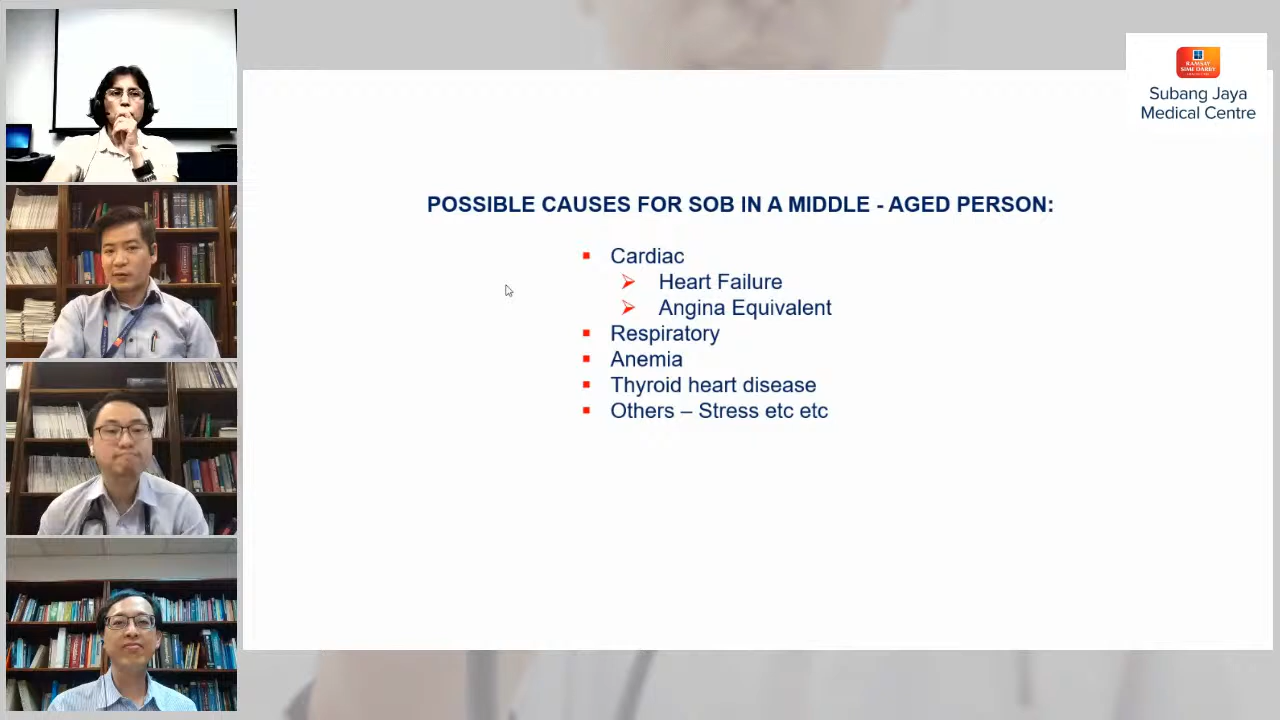 RAMSAY
SIME DARBY
Subang Jaya
Medical Centre
POSSIBLE CAUSES FOR SOB IN A MIDDLE - AGED PERSON:
Cardiac
Heart Failure
Angina Equivalent
Respiratory
Anemia
Thyroid heart disease
Others – Stress etc etc